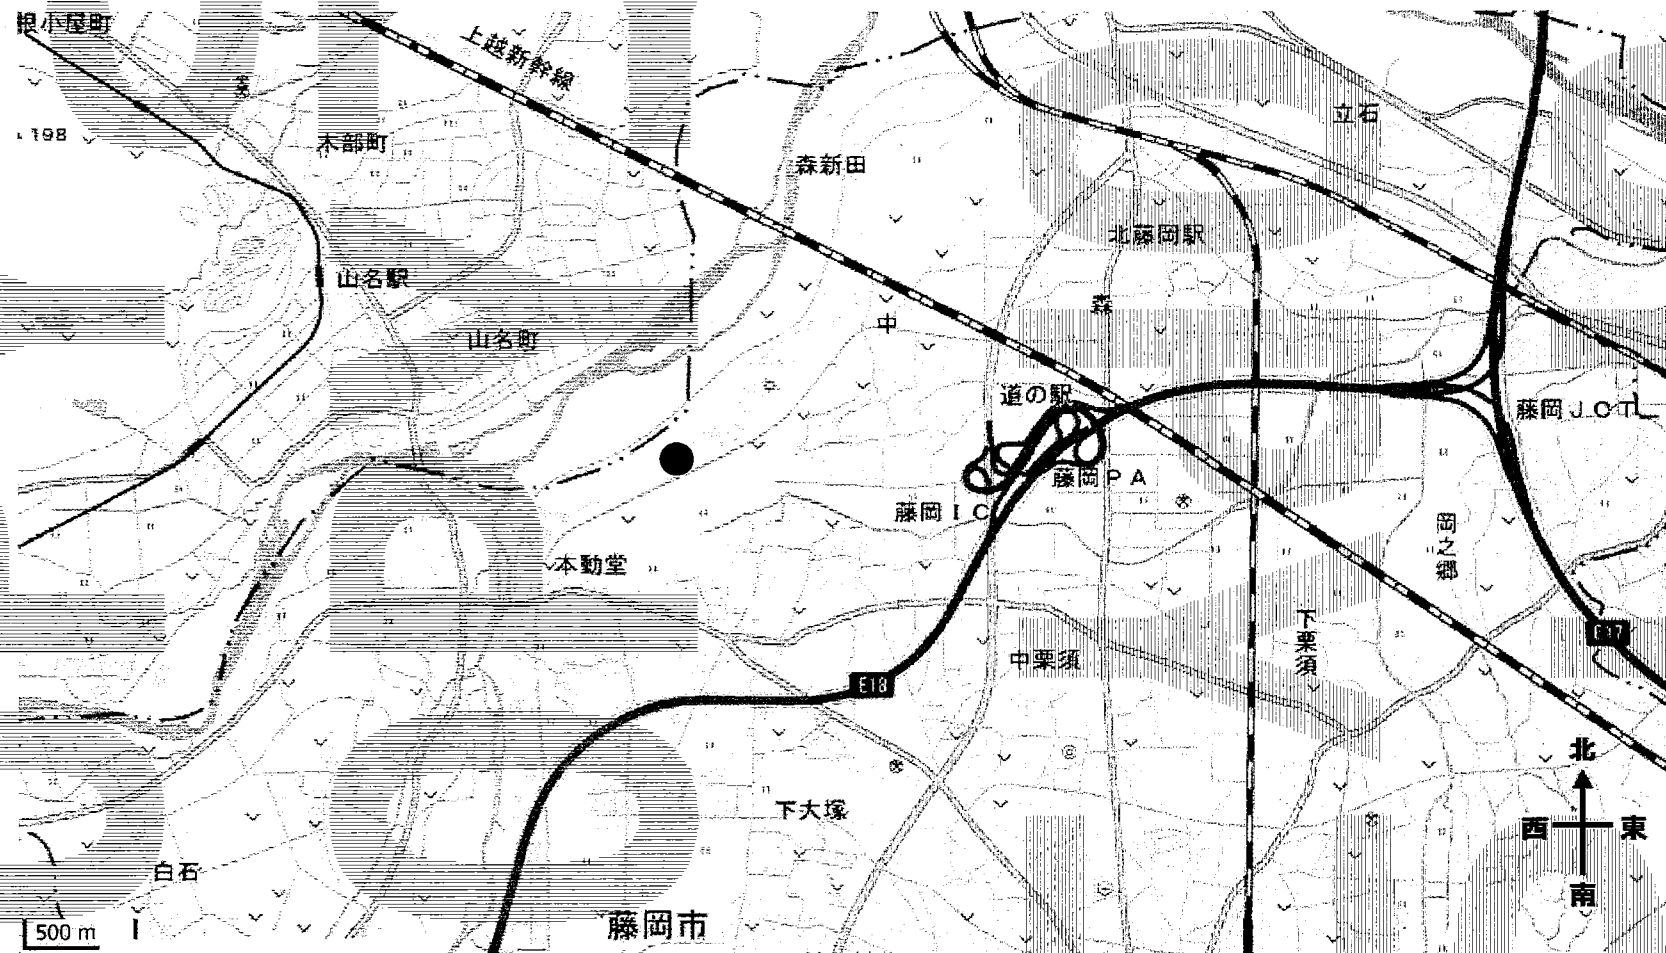 根小屋町
上越新幹線
198
木部町
立石
森新田
北藤岡駅
山名駅
森
中
山名町
道の駅
藤岡JCT
藤岡PA
藤岡IC
岡之郷
本動堂
下栗須
E17
中栗須
E18
北
下大塚
西
東
白石
南
藤岡市
500 m